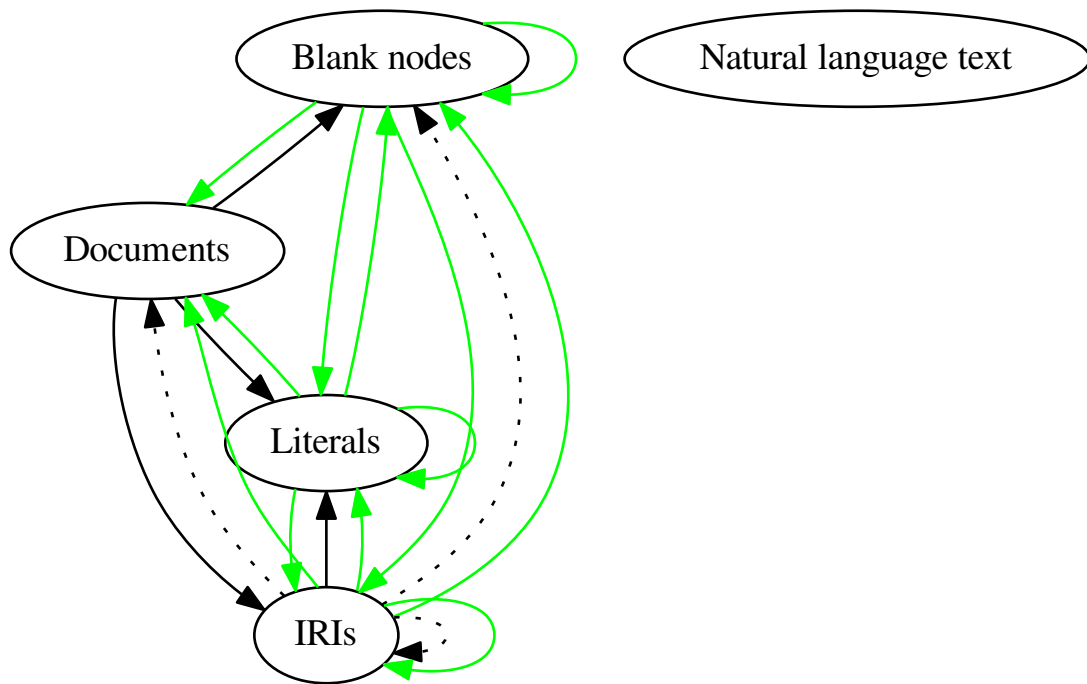 Blank nodes
Natural language text
Documents
Literals
IRIs